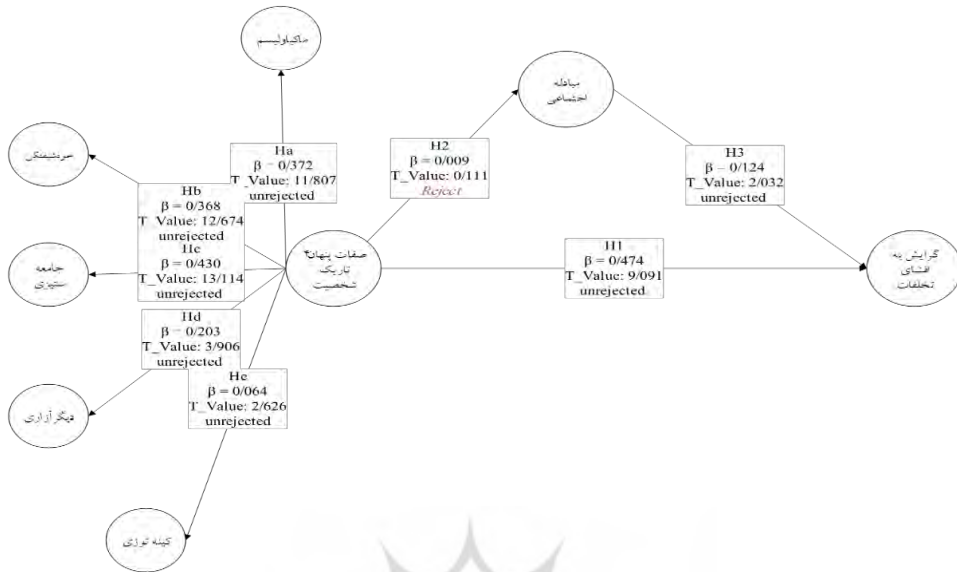 ماکیاولیسم
مبادله
اجتماعی
Ha
β = 0/372
T_Value: 11/807
unrejected
H2
β = 0/009
T_Value: 0/111
Reject
H3
β = 0/124
T_Value: 2/032
unrejected
خودشیفتگی
Hb
β = 0/368
T_Value: 12/674
unrejected
Hc
β = 0/430
T_Value: 13/114
unrejected
جامعه
ستیزی
صفات پنهان
تاریک
شخصیت
H1
β = 0/474
T_Value: 9/091
unrejected
گرایش به
افشای
تخلفات
Hd
β = 0/203
T_Value: 3/906
unrejected
He
β = 0/064
T_Value: 2/626
unrejected
دیگرآزاری
کینه توزی